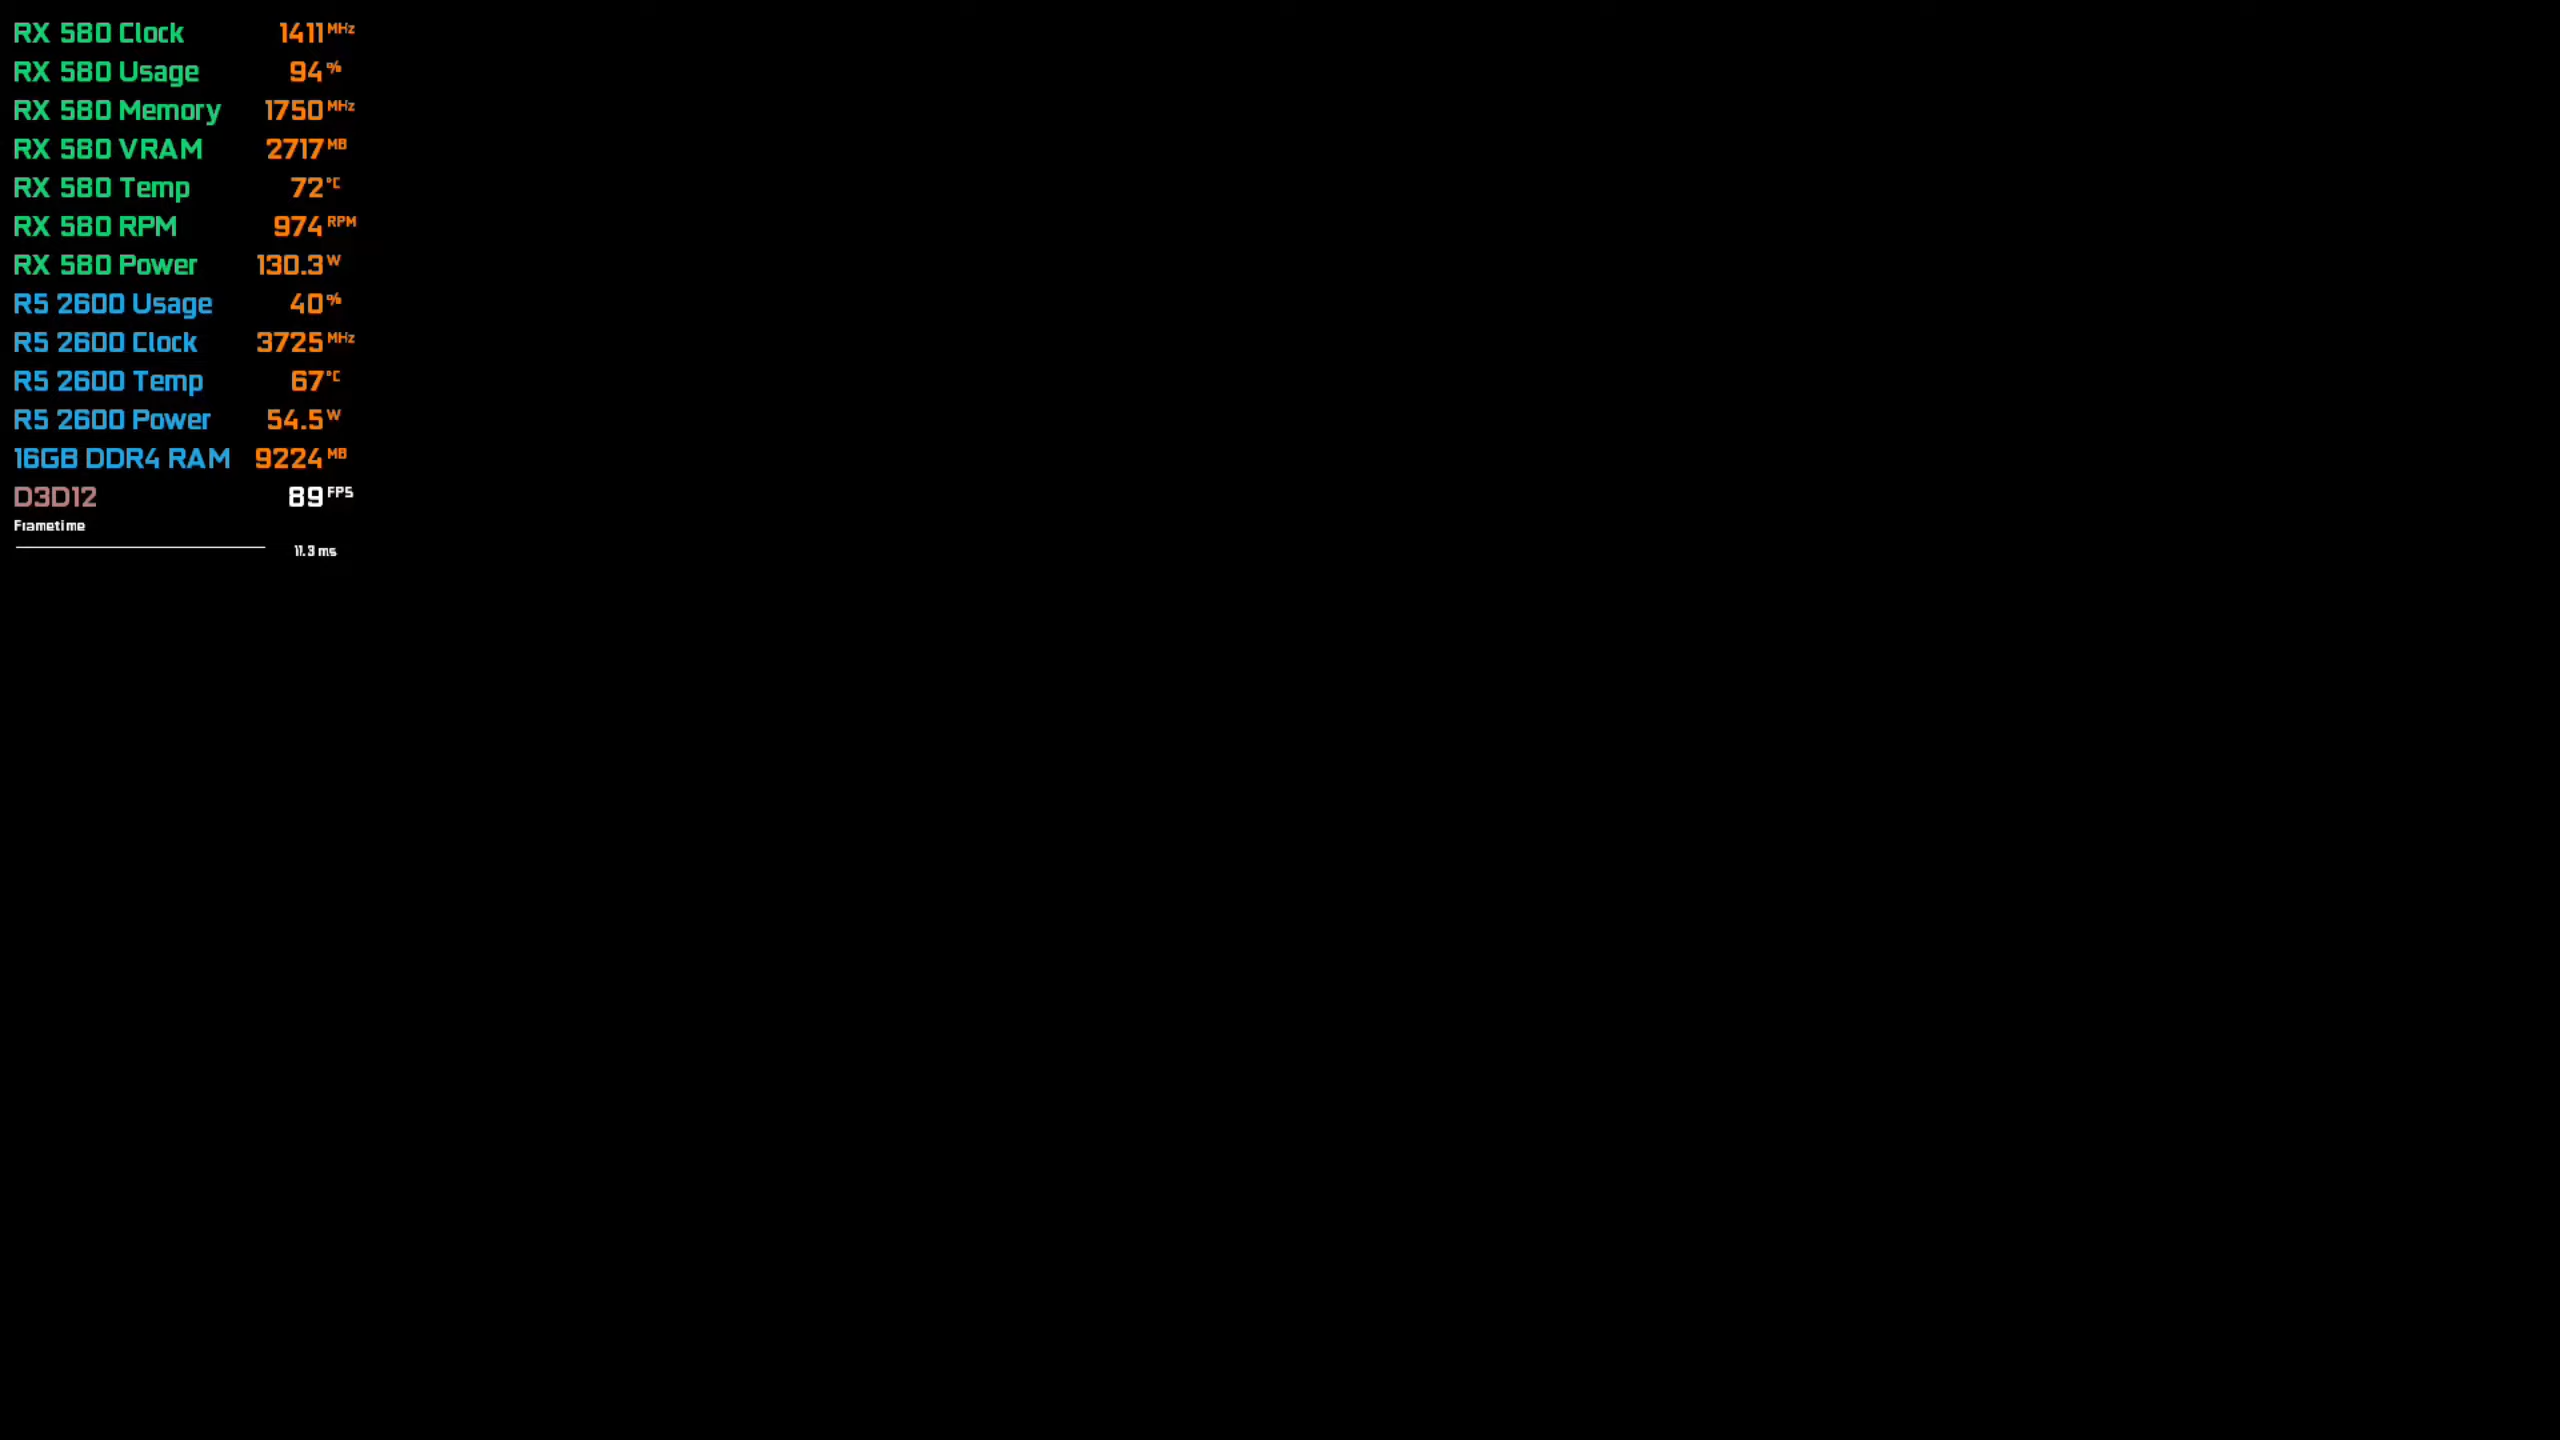 RX 580 Clock 1411 MHz
RX 580 Usage 94 %
RX 580 Memory 1750 MHz
RX 580 VRAM 2717 MB
RX 580 Temp 72 °C
RX 580 RPM 974 RPM
RX 580 Power 130.3 W
R5 2600 Usage 40 %
R5 2600 Clock 3725 MHz
R5 2600 Temp 67 °C
R5 2600 Power 54.5 W
16GB DDR4 RAM 9224 MB
D3D12 89 FPS
Frametime
11.3 ms